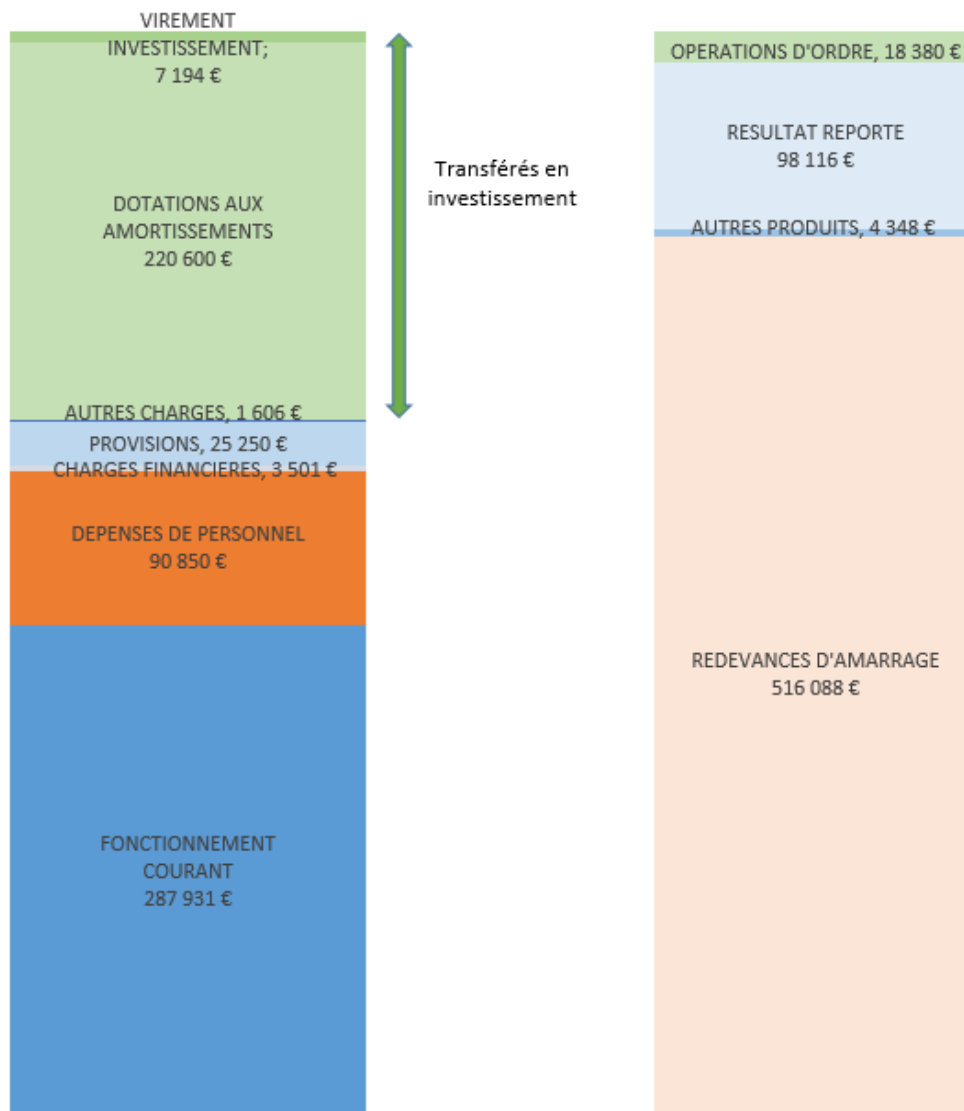 VIREMENT
INVESTISSEMENT;
7 194 €
DOTATIONS AUX
AMORTISSEMENTS
220 600 €
AUTRES CHARGES, 1 606 €
PROVISIONS, 25 250 €
CHARGES FINANCIERES, 3 501 €
DEPENSES DE PERSONNEL
90 850 €
FONCTIONNEMENT
COURANT
287 931 €
Transférés en
investissement
OPERATIONS D'ORDRE, 18 380 €
RESULTAT REPORTE
98 116 €
AUTRES PRODUITS, 4 348 €
REDEVANCES D'AMARRAGE
516 088 €